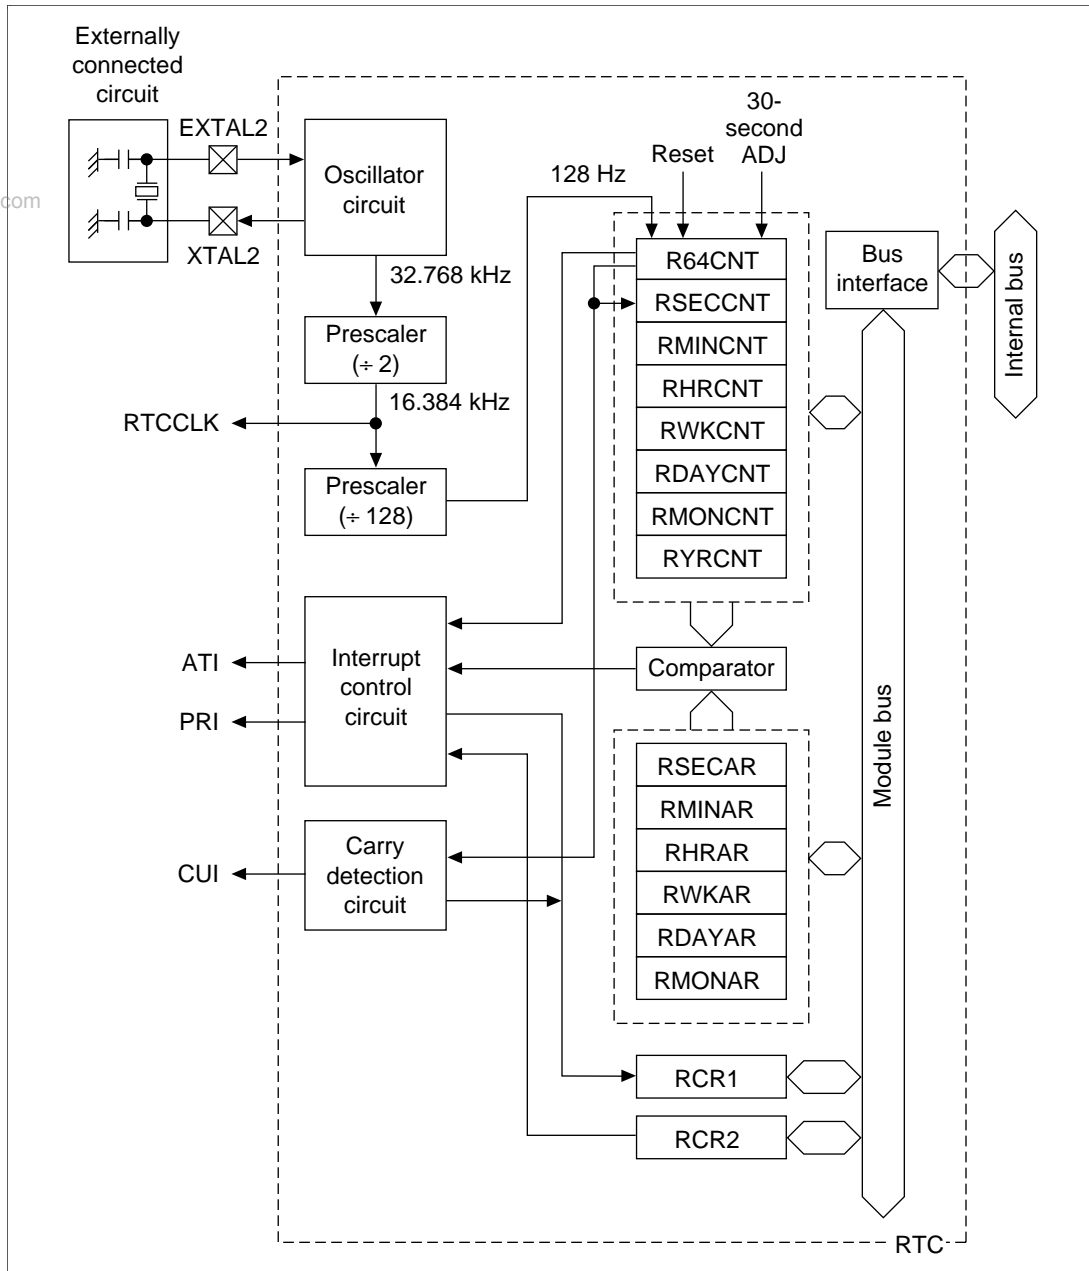 Externally
connected
circuit
EXTAL2
XTAL2
Oscillator
circuit
32.768 kHz
Prescaler
(÷ 2)
16.384 kHz
RTCCLK
Prescaler
(÷ 128)
128 Hz
Reset
30-
second
ADJ
R64CNT
RSECCNT
RMINCNT
RHRCNT
RWKCNT
RDAYCNT
RMONCNT
RYRCNT
Bus
interface
Internal bus
ATI
PRI
Interrupt
control
circuit
Comparator
Module bus
CUI
Carry
detection
circuit
RSECAR
RMINAR
RHRAR
RWKAR
RDAYAR
RMONAR
RCR1
RCR2
RTC
com